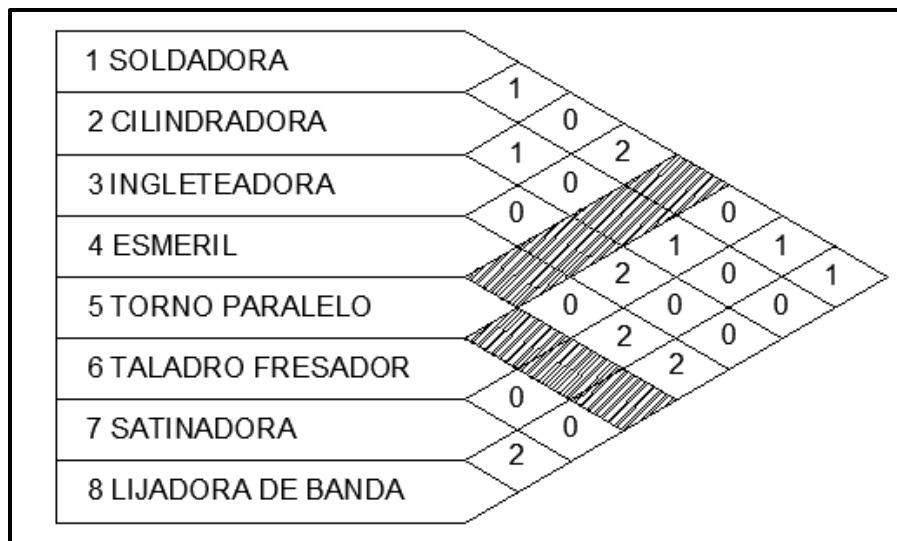 1 SOLDADORA
1
2 CILINDRADORA 0
1 2
3 INGLETEADORA 0
0 0
4 ESMERIL 1 1
2 0 1
5 TORNO PARALELO 0 0 0
2 0
6 TALADRO FRESADOR 2
0
7 SATINADORA 0
2
8 LIJADORA DE BANDA